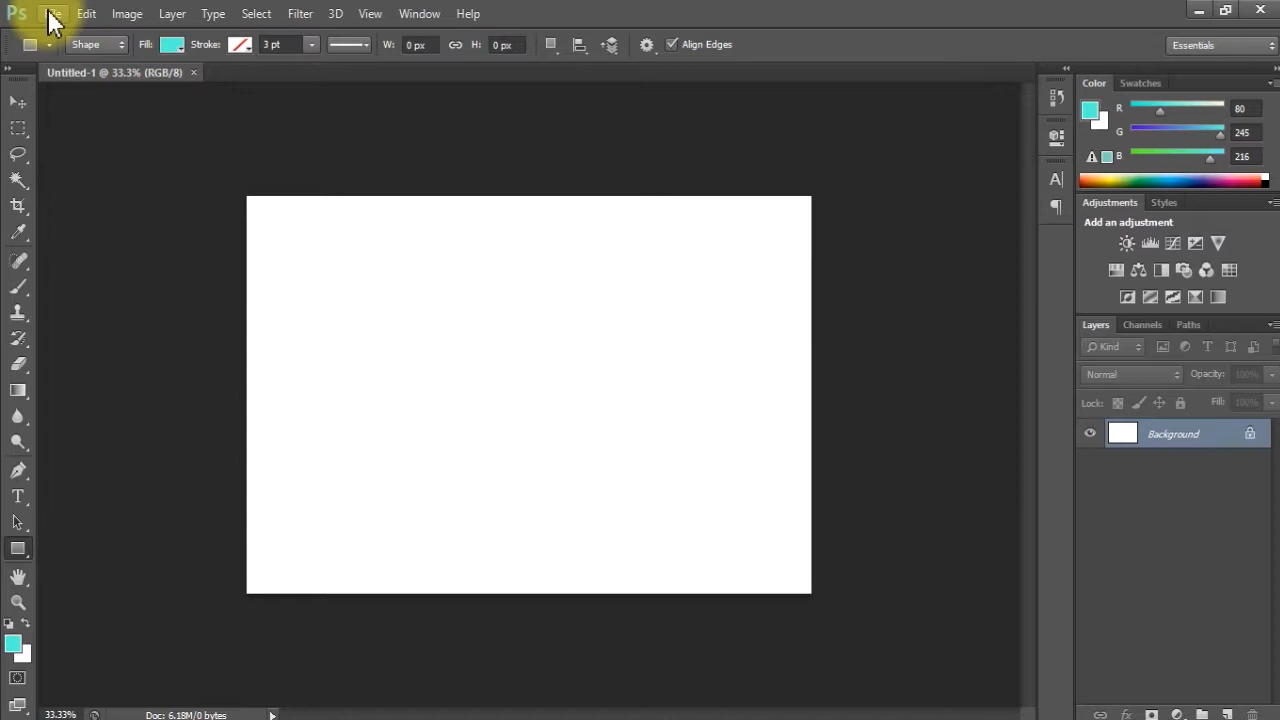 Ps File Edit Image Layer Type Select Filter 3D View Window Help
Shape Fill: Stroke: 3 pt W: 0 px H: 0 px Align Edges Essentials
Untitled-1 @ 33.3% (RGB/8) ×
Color Swatches
R 80
G 245
B 216
Adjustments Styles
Add an adjustment
Layers Channels Paths
Kind
Normal Opacity: 100%
Lock: Fill: 100%
Background
33.33% Doc: 6.18M/0 bytes